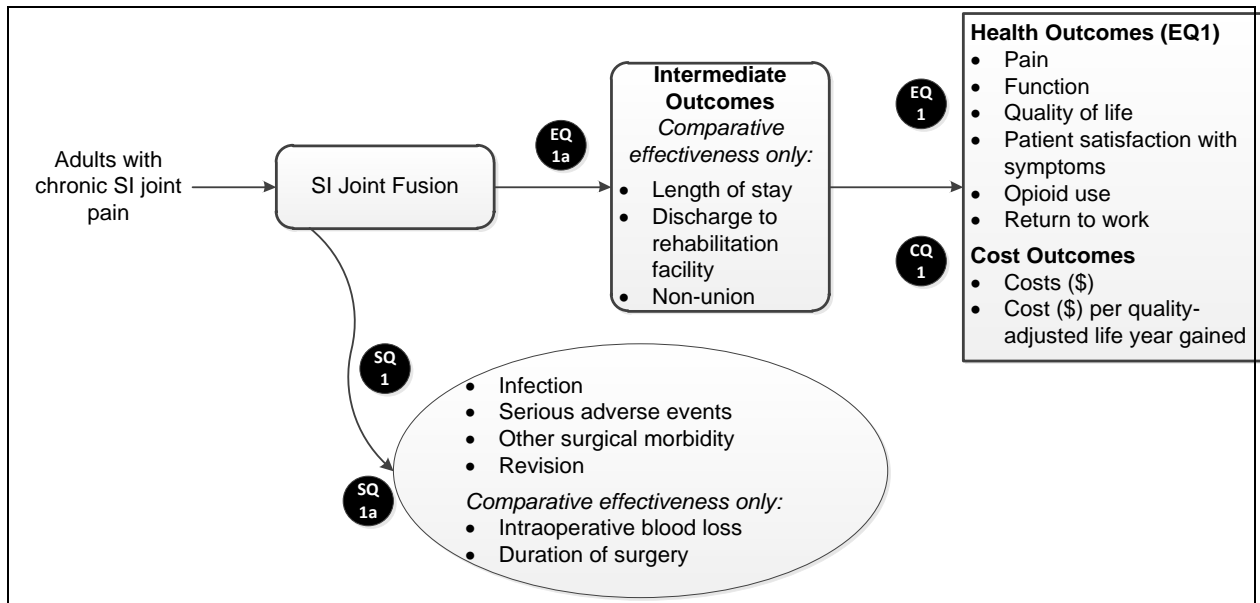 Adults with
chronic SI joint
pain
SI Joint Fusion
EQ
1a
Intermediate
Outcomes
Comparative
effectiveness only:
• Length of stay
• Discharge to
rehabilitation
facility
• Non-union
EQ
1
CQ
1
Health Outcomes (EQ1)
• Pain
• Function
• Quality of life
• Patient satisfaction with
symptoms
• Opioid use
• Return to work
Cost Outcomes
• Costs ($)
• Cost ($) per quality-
adjusted life year gained
SQ
1
SQ
1a
• Infection
• Serious adverse events
• Other surgical morbidity
• Revision
Comparative effectiveness only:
• Intraoperative blood loss
• Duration of surgery